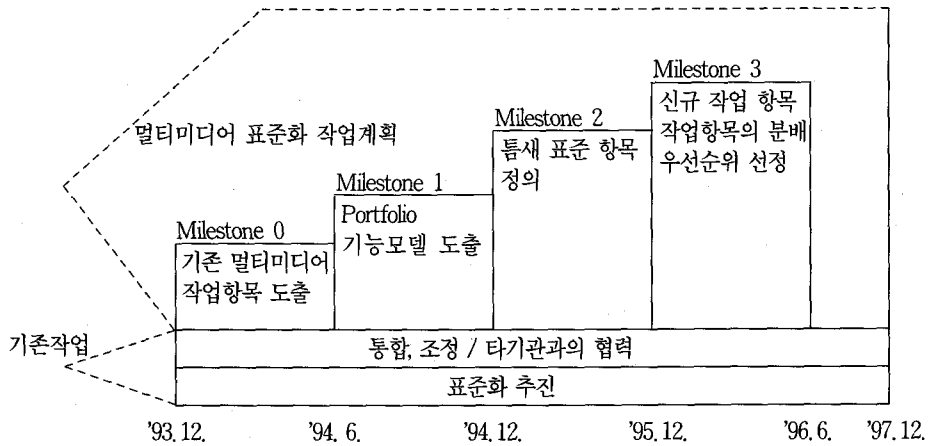 Milestone 3
신규 작업 항목
작업항목의 분배
우선순위 선정
Milestone 2
틈새 표준 항목
정의
멀티미디어 표준화 작업계획
Milestone 1
Portfolio
기능모델 도출
Milestone 0
기존 멀티미디어
작업항목 도출
기존작업
통합, 조정 / 타기관과의 협력
표준화 추진
'93. 12. '94. 6. '94. 12. '95. 12. '96. 6. '97. 12.